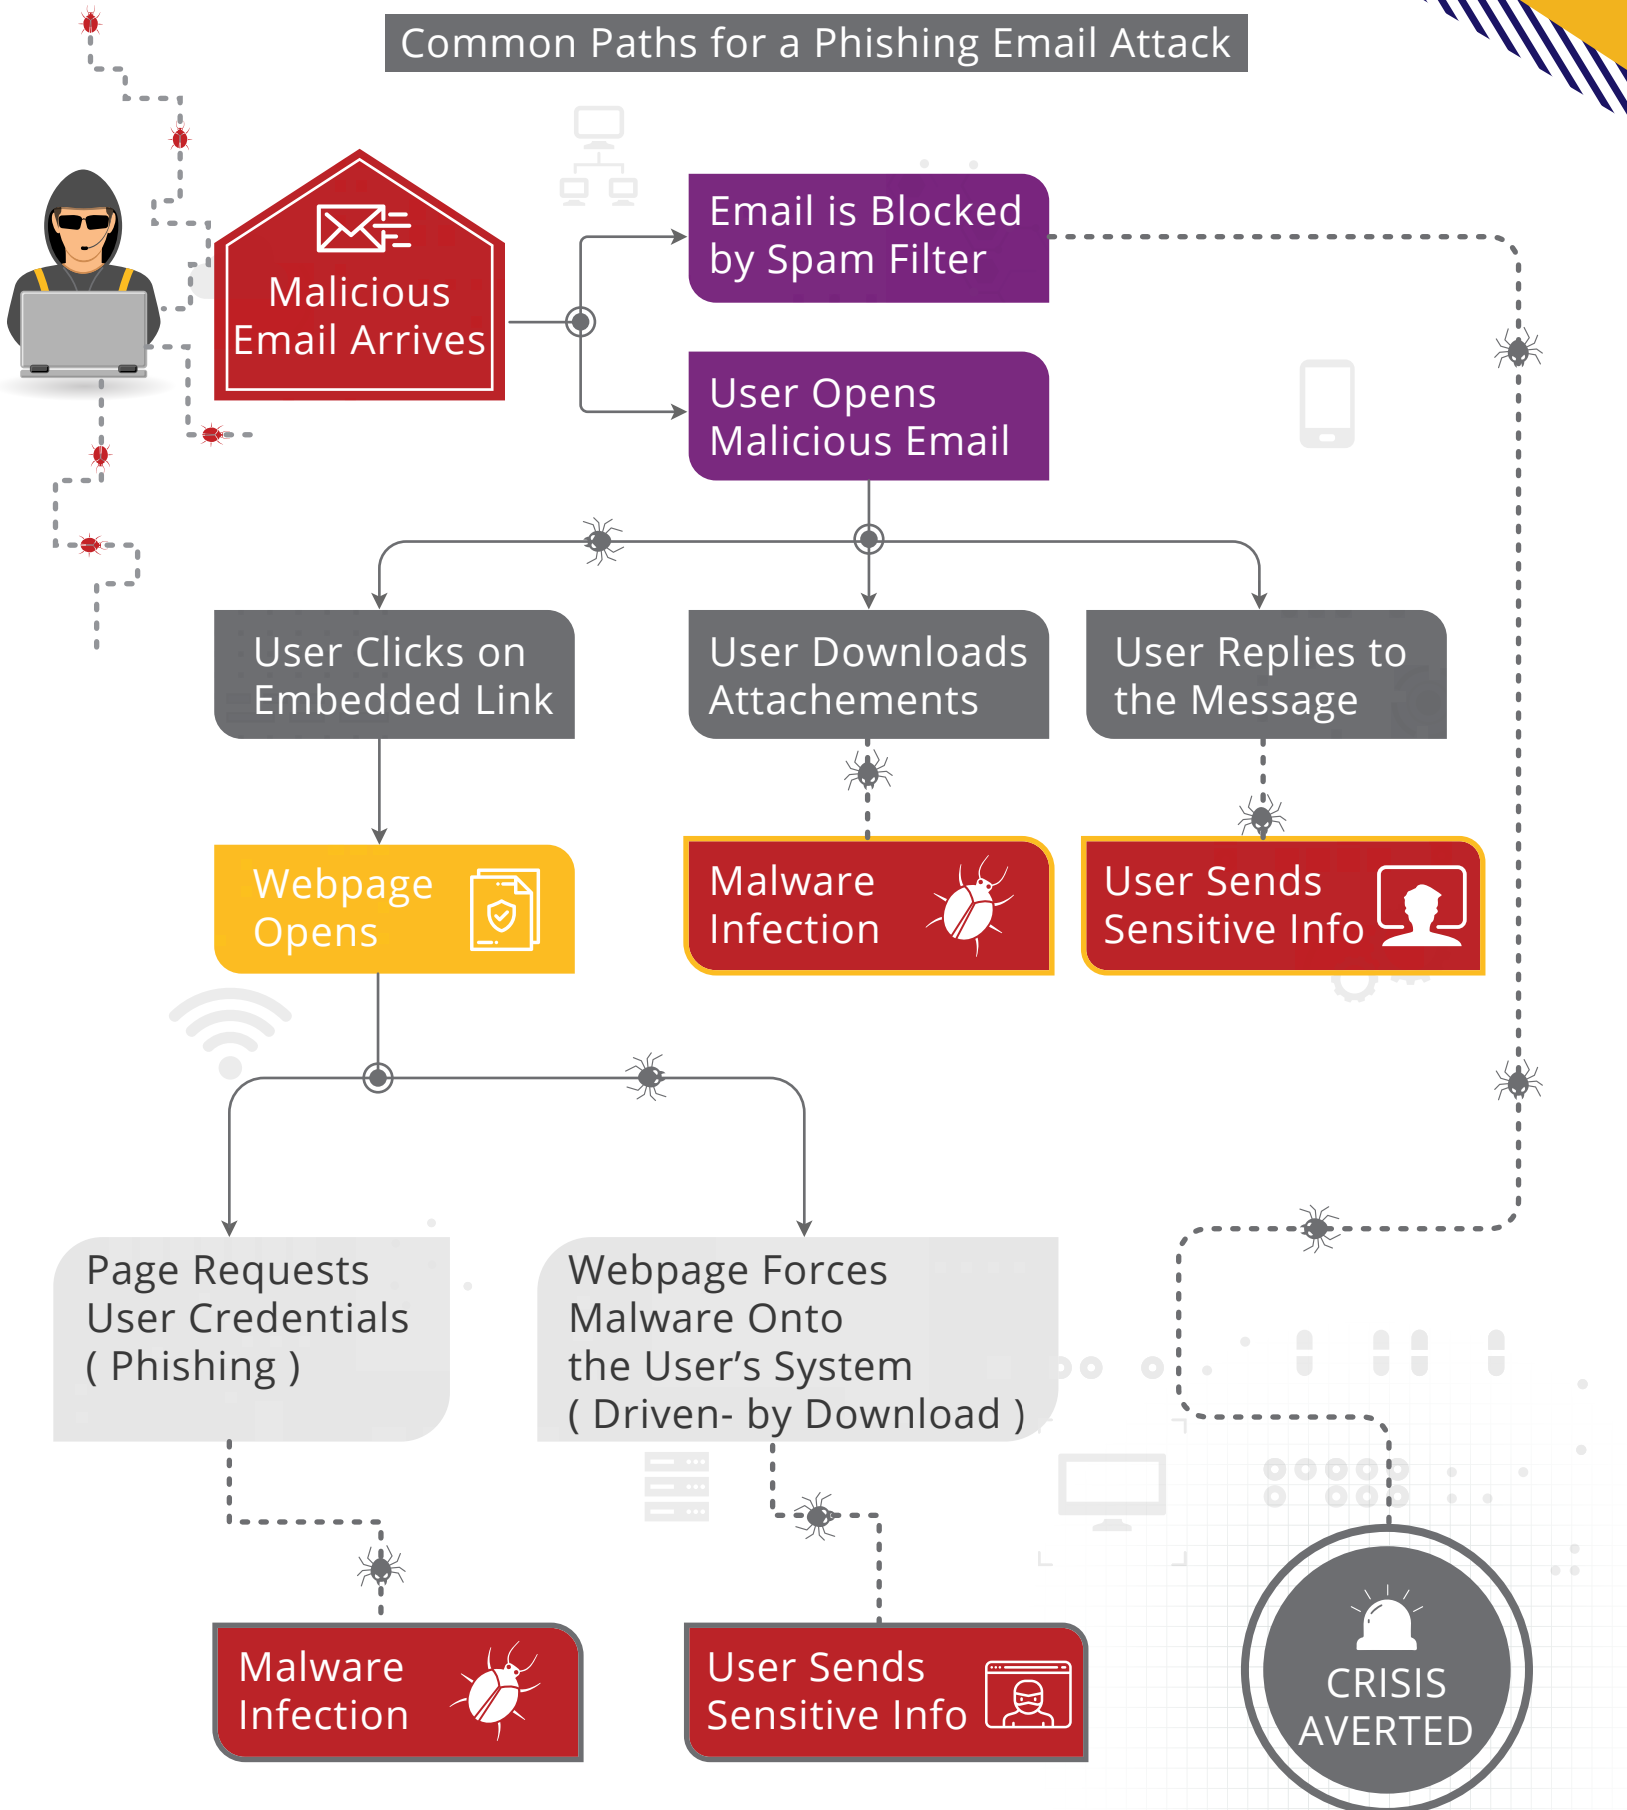 Common Paths for a Phishing Email Attack
Malicious
Email Arrives
Email is Blocked
by Spam Filter
User Opens
Malicious Email
User Clicks on
Embedded Link
User Downloads
Attachements
User Replies to
the Message
Webpage
Opens
Malware
Infection
User Sends
Sensitive Info
Page Requests
User Credentials
( Phishing )
Webpage Forces
Malware Onto
the User’s System
( Driven- by Download )
Malware
Infection
User Sends
Sensitive Info
CRISIS
AVERTED